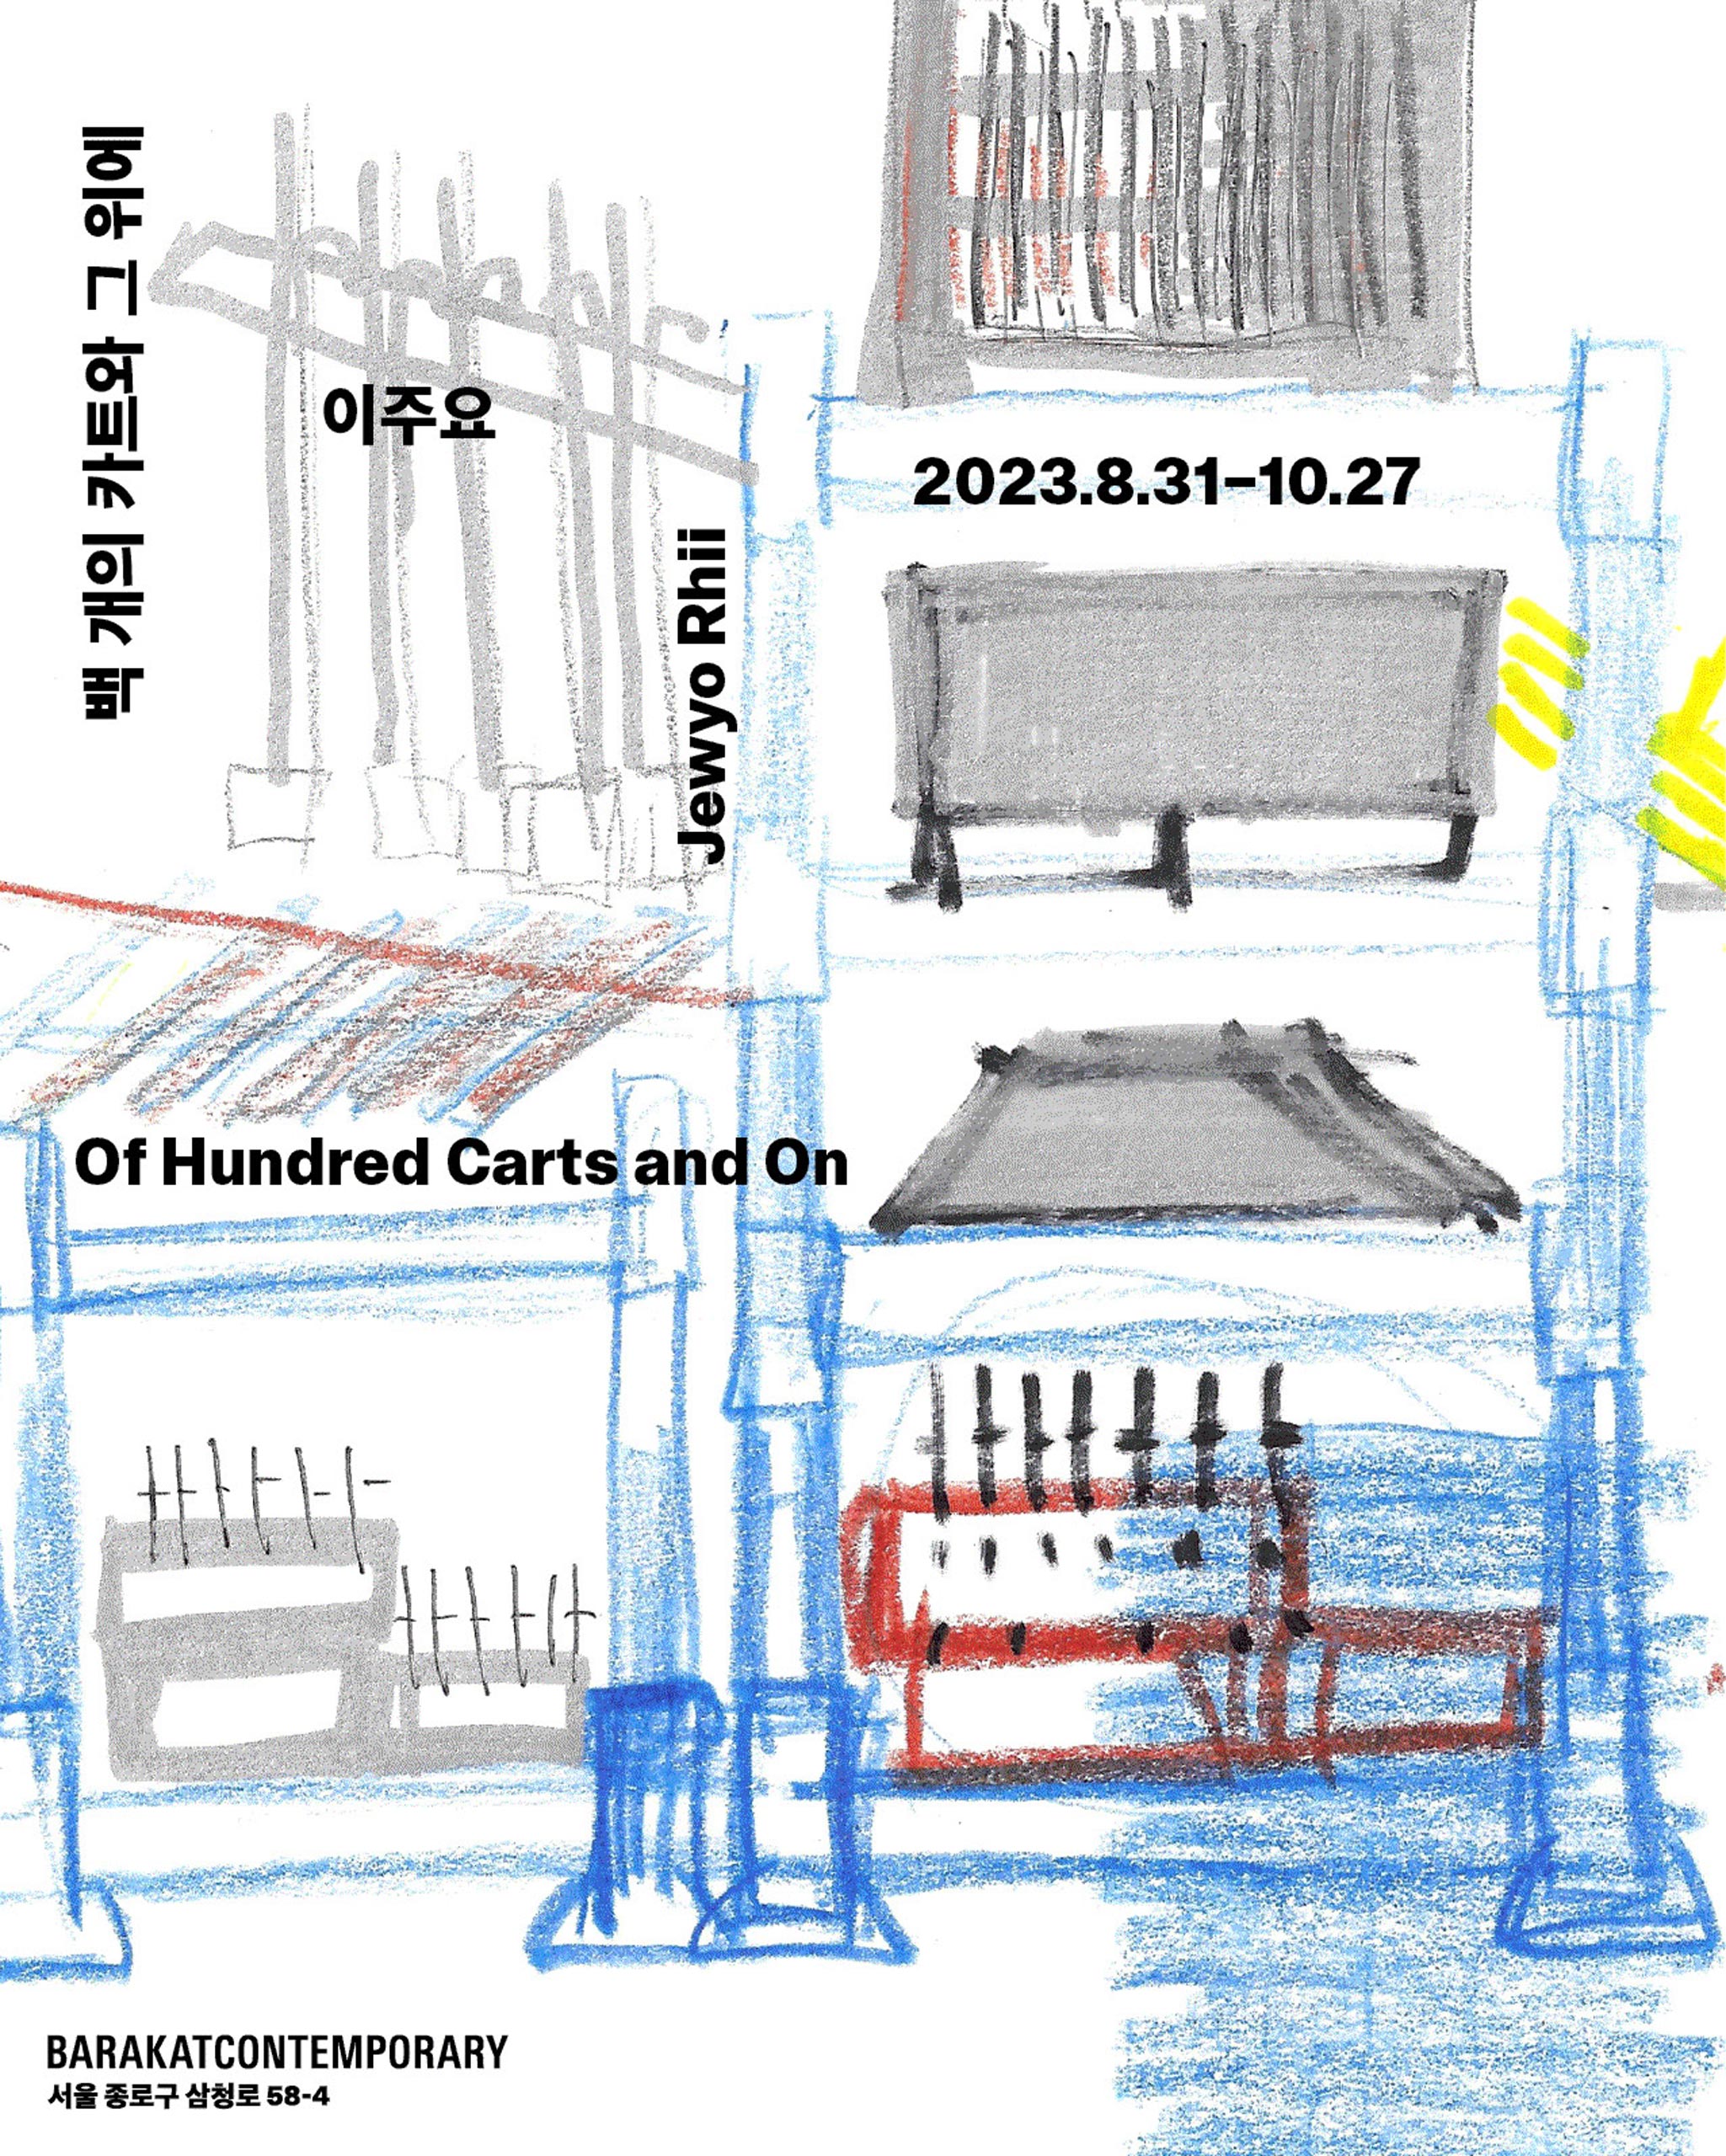 백 개의 카트와 그 위에
이주요
2023.8.31–10.27
Jewyo Rhii
Of Hundred Carts and On
BARAKATCONTEMPORARY
서울 종로구 삼청로 58-4